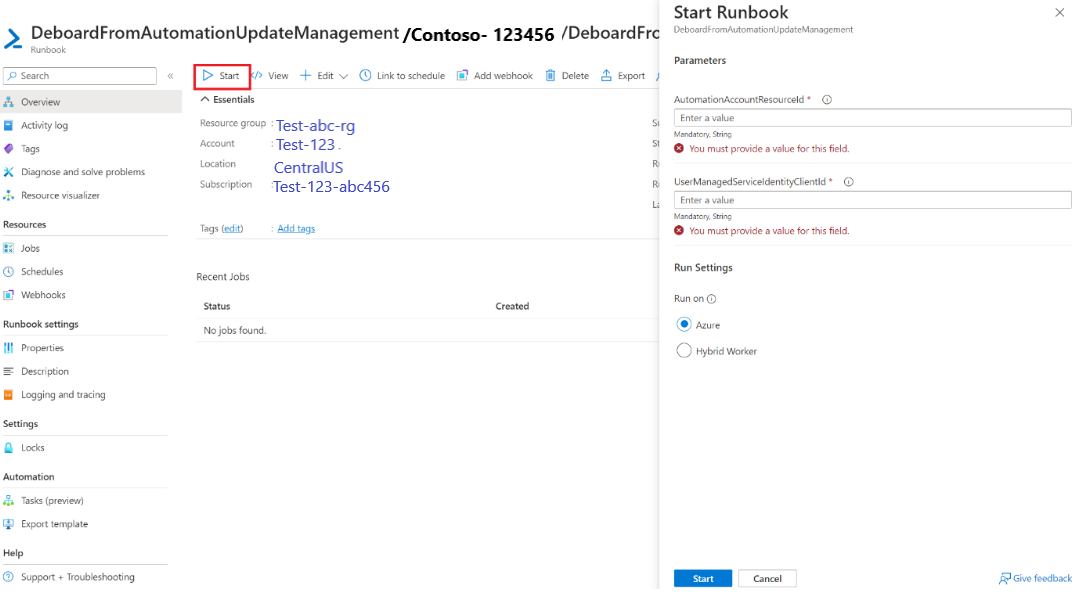 DeboardFromAutomationUpdateManagement /Contoso- 123456 /DeboardFro
Runbook
Search
«
Overview
Activity log
Tags
Diagnose and solve problems
Resource visualizer
Resources
Jobs
Schedules
Webhooks
Runbook settings
Properties
Description
Logging and tracing
Settings
Locks
Automation
Tasks (preview)
Export template
Help
Support + Troubleshooting
Start View Edit Link to schedule Add webhook Delete Export
Essentials
Resource group : Test-abc-rg
Account : Test-123 .
Location CentralUS
Subscription Test-123-abc456
Tags (edit) : Add tags
Recent Jobs
Status Created
No jobs found.
Start Runbook
DeboardFromAutomationUpdateManagement
Parameters
AutomationAccountResourceId *
Enter a value
Mandatory, String
You must provide a value for this field.
UserManagedServiceIdentityClientId *
Enter a value
Mandatory, String
You must provide a value for this field.
Run Settings
Run on
Azure
Hybrid Worker
Start Cancel
Give feedback